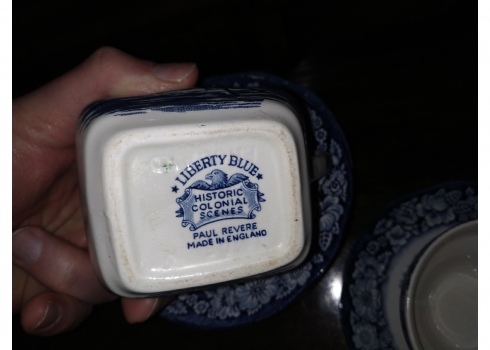 ★ LIBERTY BLUE ★
HISTORIC
COLONIAL
SCENES
PAUL REVERE
MADE IN ENGLAND